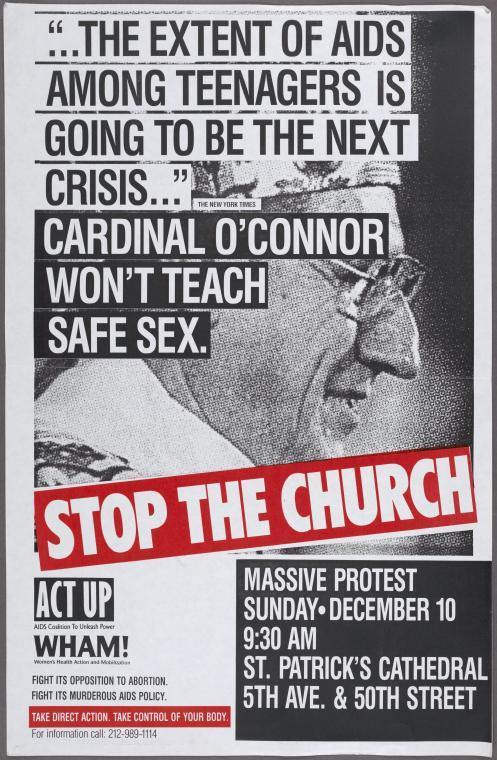 “...THE EXTENT OF AIDS
AMONG TEENAGERS IS
GOING TO BE THE NEXT
CRISIS...”
THE NEW YORK TIMES
CARDINAL O’CONNOR
WON’T TEACH
SAFE SEX.
STOP THE CHURCH
ACT UP
AIDS Coalition To Unleash Power
WHAM!
Women's Health Action and Mobilization
FIGHT ITS OPPOSITION TO ABORTION.
FIGHT ITS MURDEROUS AIDS POLICY.
TAKE DIRECT ACTION. TAKE CONTROL OF YOUR BODY.
For information call: 212-989-1114
MASSIVE PROTEST
SUNDAY• DECEMBER 10
9:30 AM
ST. PATRICK’S CATHEDRAL
5TH AVE. & 50TH STREET